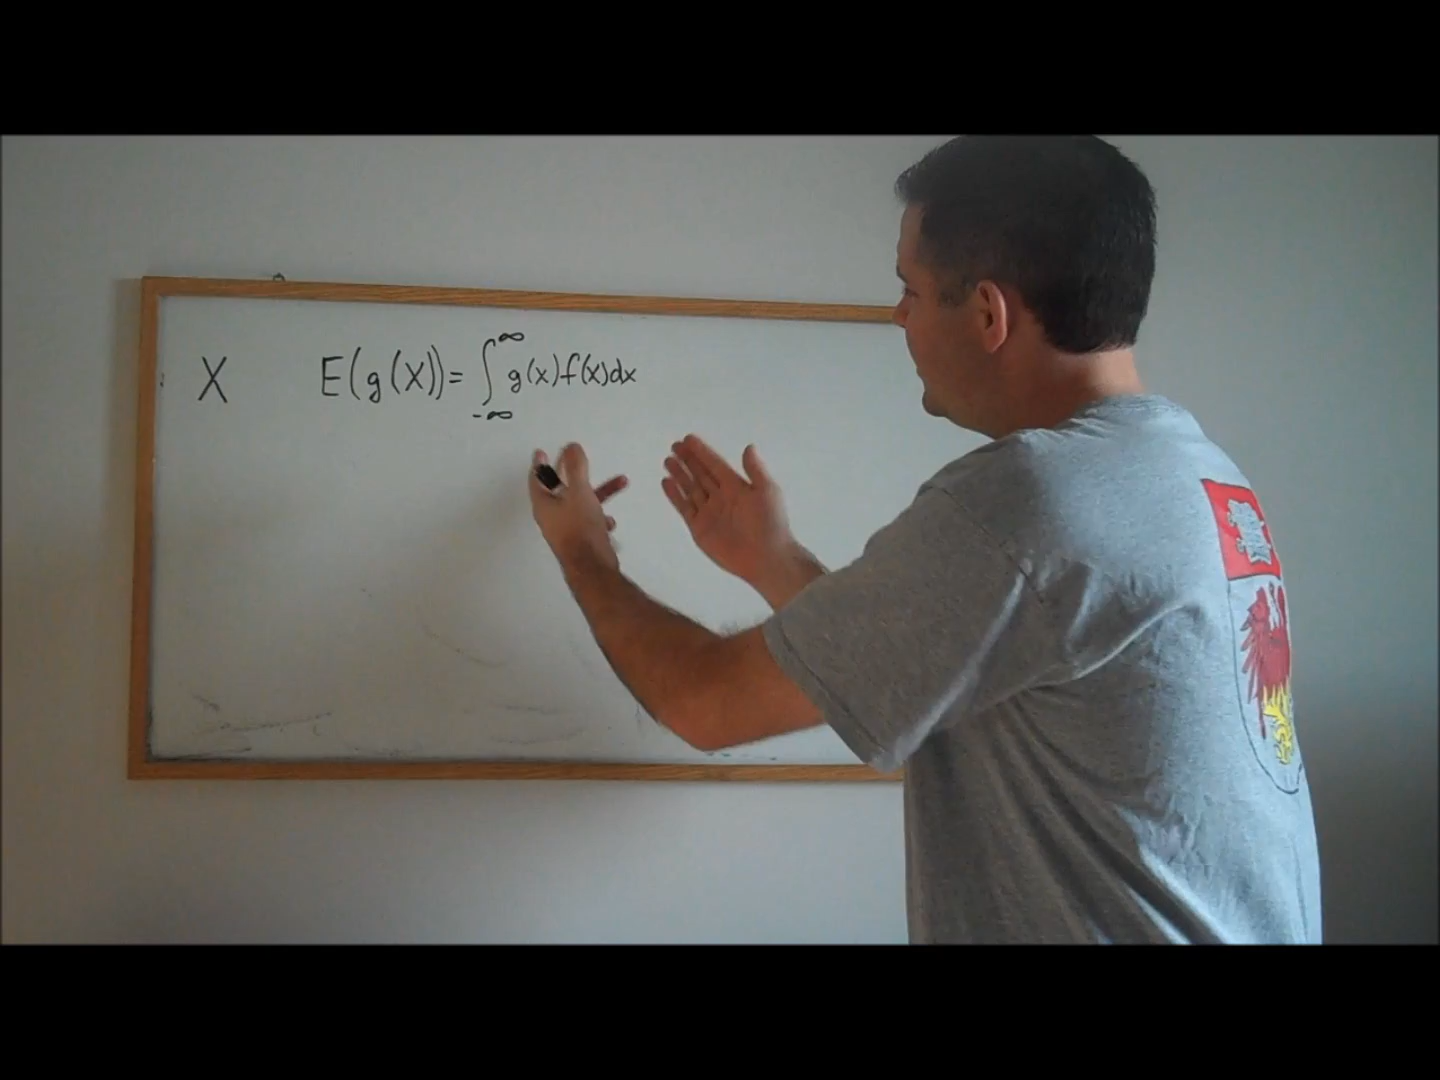 X E(g(X)) = ∫_{-∞}^{∞} g(x)f(x)dx